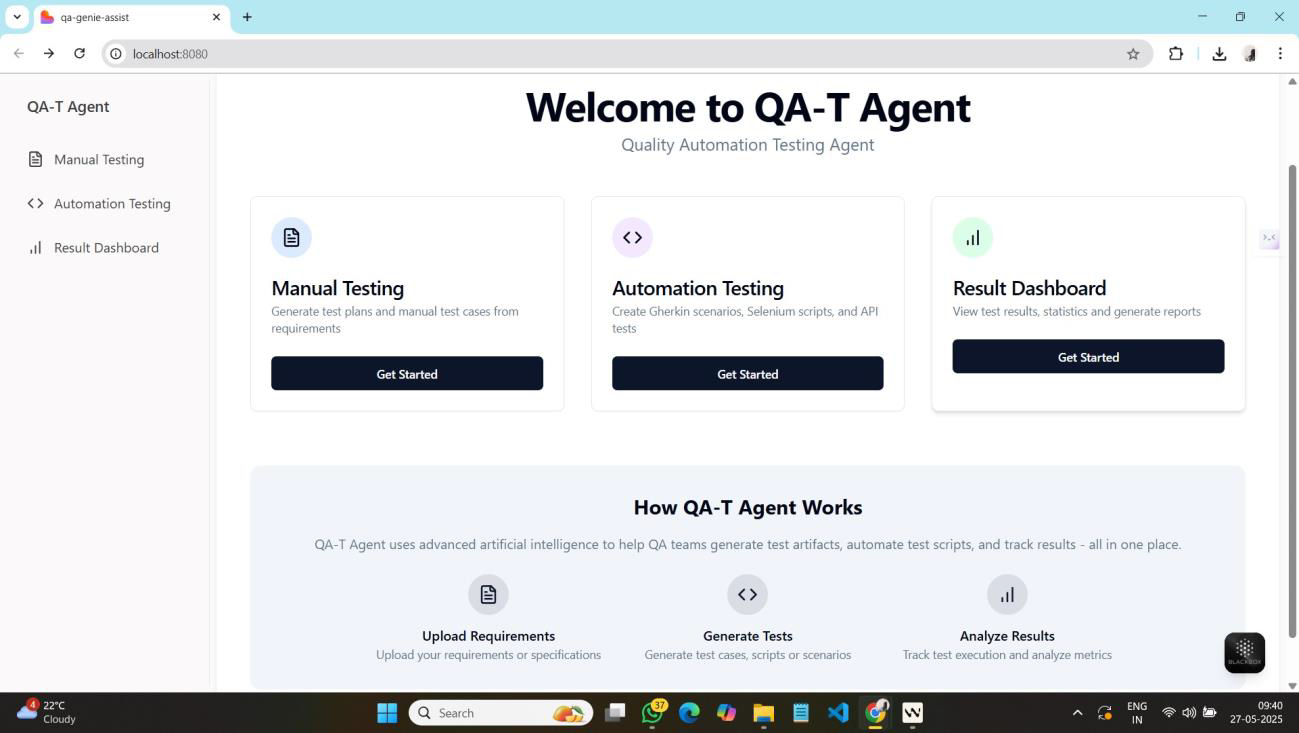 qa-genie-assist
localhost:8080
QA-T Agent
Manual Testing
Automation Testing
Result Dashboard
Welcome to QA-T Agent
Quality Automation Testing Agent
Manual Testing
Generate test plans and manual test cases from
requirements
Get Started
Automation Testing
Create Gherkin scenarios, Selenium scripts, and API
tests
Get Started
Result Dashboard
View test results, statistics and generate reports
Get Started
How QA-T Agent Works
QA-T Agent uses advanced artificial intelligence to help QA teams generate test artifacts, automate test scripts, and track results - all in one place.
Upload Requirements
Upload your requirements or specifications
Generate Tests
Generate test cases, scripts or scenarios
Analyze Results
Track test execution and analyze metrics
BLACKBOX
4
22°C
Cloudy
Search
37
ENG
IN
09:40
27-05-2025